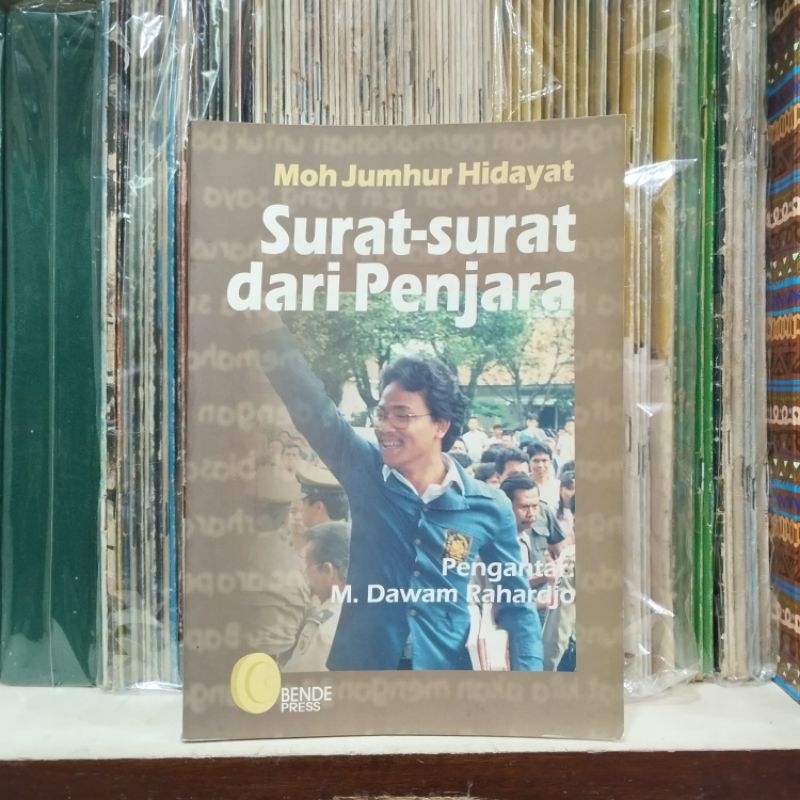 Moh Jumhur Hidayat
Surat-surat
dari Penjara
Pengantar:
M. Dawam Rahardjo
BENDE
PRESS